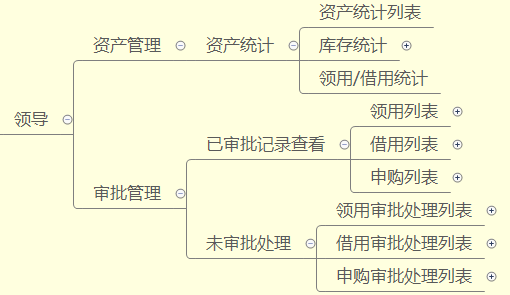 领导
资产管理
资产统计
资产统计列表
库存统计
领用/借用统计
审批管理
已审批记录查看
领用列表
借用列表
申购列表
未审批处理
领用审批处理列表
借用审批处理列表
申购审批处理列表